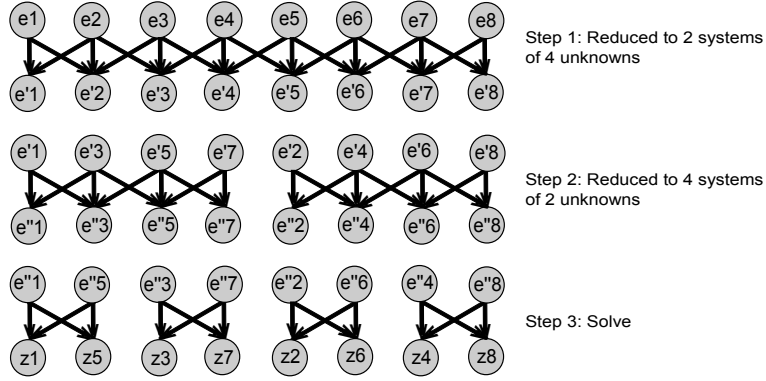 e1 e2 e3 e4 e5 e6 e7 e8
Step 1: Reduced to 2 systems
of 4 unknowns
e'1 e'2 e'3 e'4 e'5 e'6 e'7 e'8
e'1 e'3 e'5 e'7 e'2 e'4 e'6 e'8
Step 2: Reduced to 4 systems
of 2 unknowns
e''1 e''3 e''5 e''7 e''2 e''4 e''6 e''8
e''1 e''5 e''3 e''7 e''2 e''6 e''4 e''8
Step 3: Solve
z1 z5 z3 z7 z2 z6 z4 z8